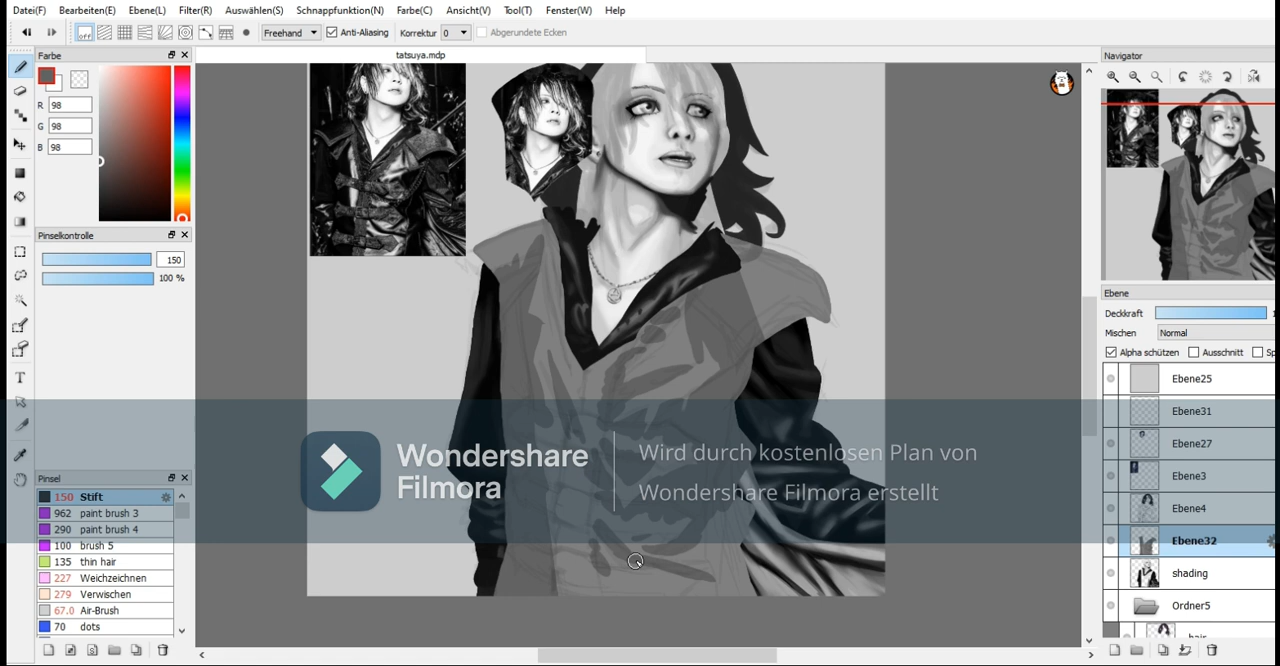 Datei(F) Bearbeiten(E) Ebene(L) Filter(R) Auswählen(S) Schnappfunktion(N) Farbe(C) Ansicht(V) Tool(T) Fenster(W) Help
off Freehand Anti-Aliasing Korrektur 0 Abgerundete Ecken
Farbe
tatsuya.mdp
Navigator
R 98
G 98
B 98
Pinselkontrolle
150
100 %
Ebene
Deckkraft
Mischen Normal
Alpha schützen Ausschnitt
Ebene25
Ebene31
Ebene27
Ebene3
Ebene4
Ebene32
shading
Ordner5
hair
Wondershare
Filmora
Wird durch kostenlosen Plan von
Wondershare Filmora erstellt
Pinsel
150 Stift
962 paint brush 3
290 paint brush 4
100 brush 5
135 thin hair
227 Weichzeichnen
279 Verwischen
67.0 Air-Brush
70 dots